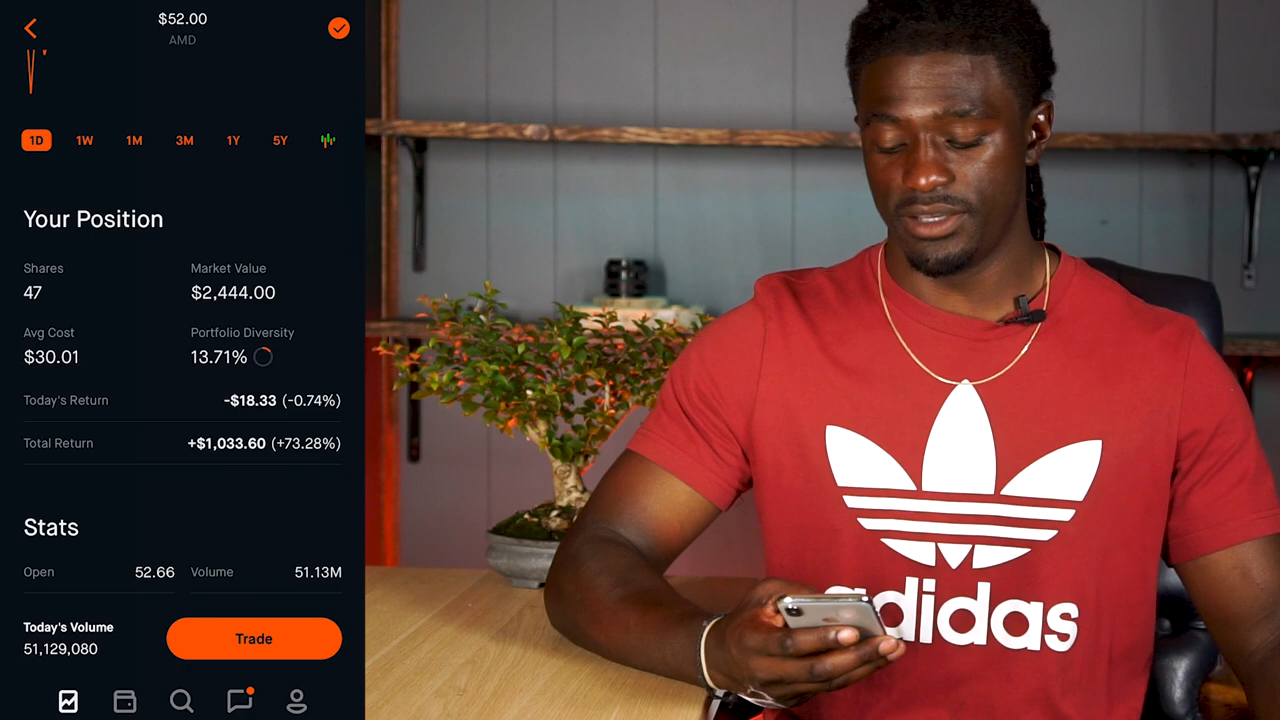 $52.00
AMD
1D 1W 1M 3M 1Y 5Y
Your Position
Shares Market Value
47 $2,444.00
Avg Cost Portfolio Diversity
$30.01 13.71%
Today's Return -$18.33 (-0.74%)
Total Return +$1,033.60 (+73.28%)
Stats
Open 52.66 Volume 51.13M
Today's Volume
51,129,080
Trade
adidas